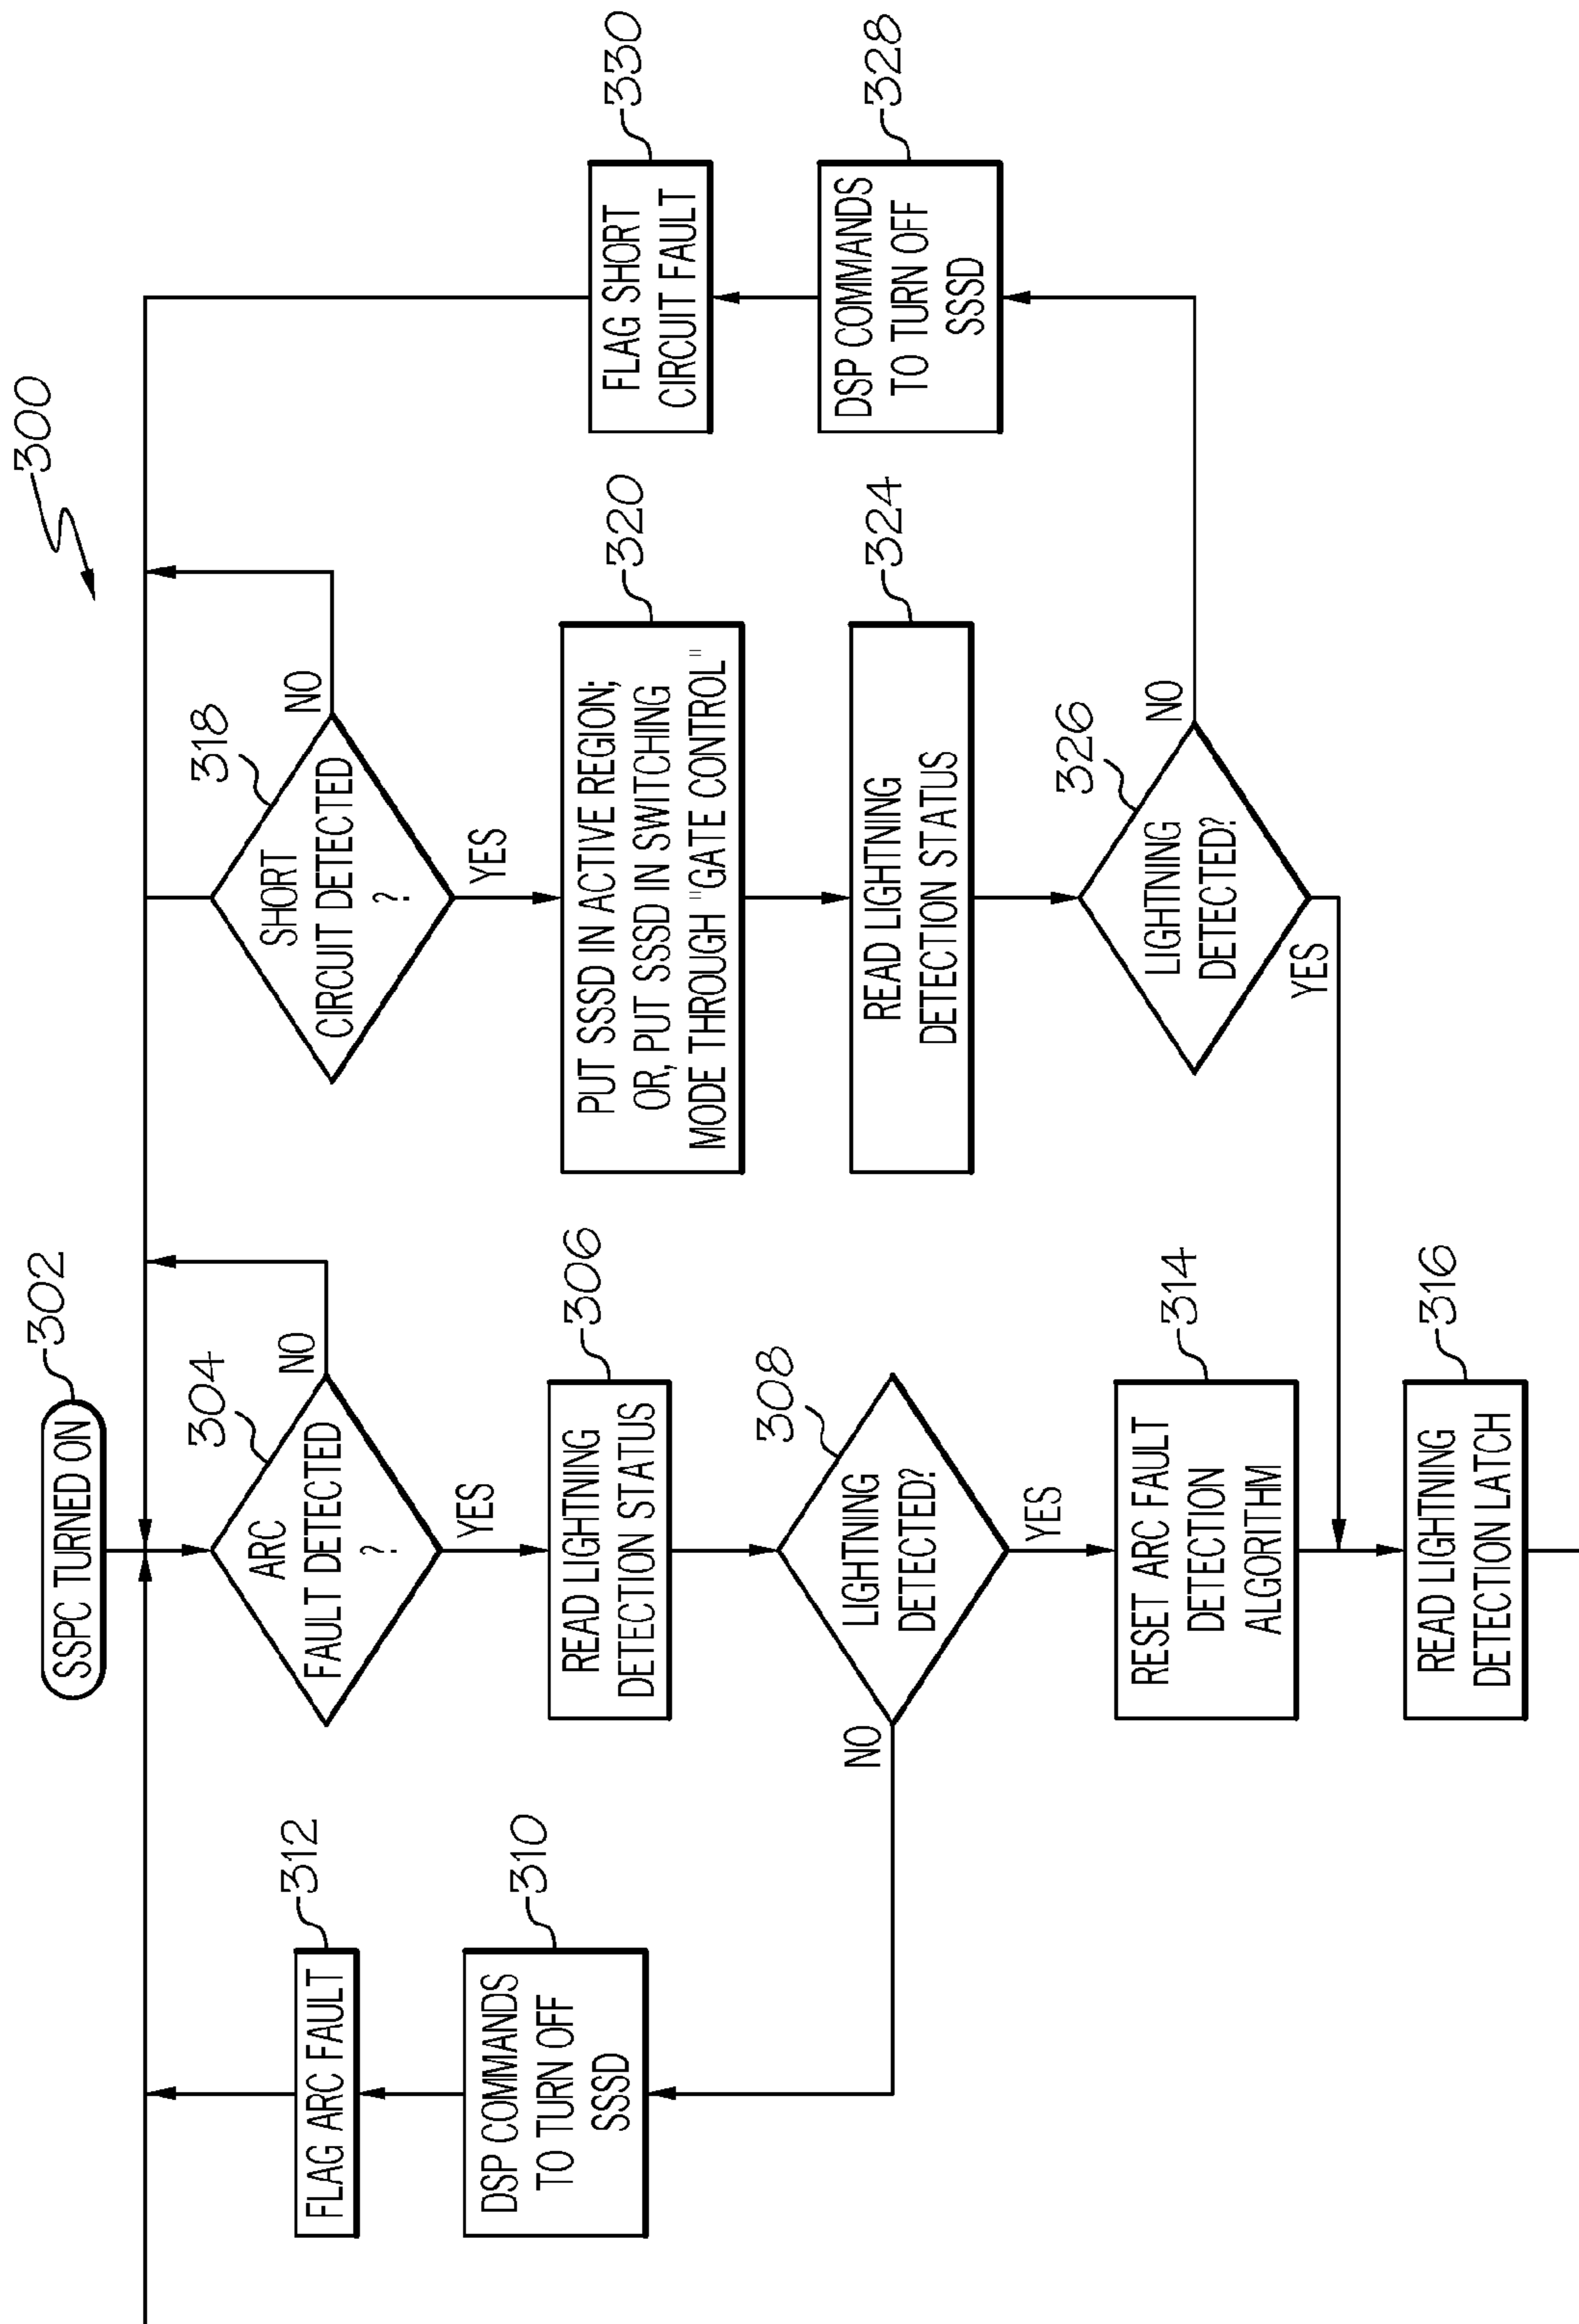 300
302
SSPC TURNED ON
304
ARC
FAULT DETECTED
?
NO
YES
306
READ LIGHTNING
DETECTION STATUS
308
LIGHTNING
DETECTED?
NO
YES
310
DSP COMMANDS
TO TURN OFF
SSSD
312
FLAG ARC FAULT
314
RESET ARC FAULT
DETECTION
ALGORITHM
316
READ LIGHTNING
DETECTION LATCH
318
SHORT
CIRCUIT DETECTED
?
NO
YES
320
PUT SSSD IN ACTIVE REGION;
OR, PUT SSSD IN SWITCHING
MODE THROUGH "GATE CONTROL"
324
READ LIGHTNING
DETECTION STATUS
326
LIGHTNING
DETECTED?
NO
YES
328
DSP COMMANDS
TO TURN OFF
SSSD
330
FLAG SHORT
CIRCUIT FAULT